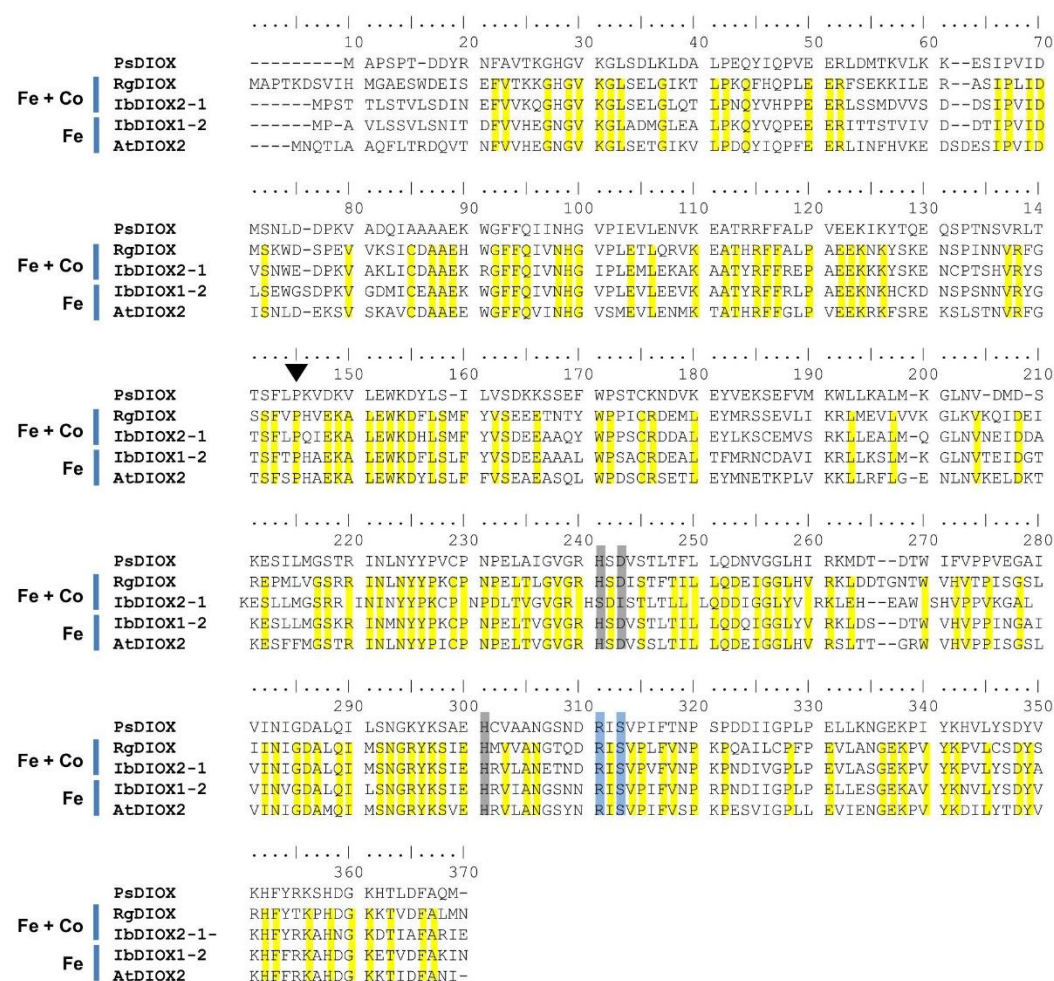 10 20 30 40 50 60 70
PsDIOX ---------M APSPT-DDYRN NFAVTKGHGV KGLSDLKLDA LPEQYIQPVE ERLDMTKVLK K--ESIPVID
RgDIOX MAPTKDSVIH MGAESWDEIS EFVTKKGHGV KGLSELGIKT LPKQFHQPLE ERFSEKKILE R--ASIPLID
Fe + Co
IbDIOX2-1 ------MPST TLSTVLSDIN EFVVKQGHGV KGLSELGLQT LPNQYVHPPE ERLSSMDVVS D--DSIPVID
IbDIOX1-2 ------MP-A VLSSVLSNIT DFVVHEGNGV KGLADMGLEA LPKQYVQPEE ERITTSTVIV D--DTIPVID
Fe
AtDIOX2 ----MNQTLA AQFLTRDQVT NFVVHEGNGV KGLSETGIKV LPDQYIQPFE ERLINFHVKE DSDESIPVID
80 90 100 110 120 130 14
PsDIOX MSNLD-DPKV ADQIAAAAEK WGFFQIINHG VPIEVLENVK EATRRFFALP VEEKIKYTQE QSPTNSVRLT
RgDIOX MSKWD-SPEV VKSICDAAEH WGFFQIVNHG VPLETLQRVK EATHRFFALP AEEKNKYSKE NSPINNVRFG
Fe + Co
IbDIOX2-1 VSNWE-DPKV AKLICDAAEK RGFFQIVNHG IPLEMLEKAK AATYRFFREP AEEKKKYSKE NCPTSHVRYS
IbDIOX1-2 LSEWGSDPKV GDMICEAAEK WGFFQIVNHG VPLEVLEEVK AATYRFFRLP AEEKNKHCKD NSPSNNVRYG
Fe
AtDIOX2 ISNLD-EKSV SKAVCDAAEE WGFFQVINHG VSMEVLENMK TATHRFFGLP VEEKRKFSRE KSLSTNVRFG
150 160 170 180 190 200 210
PsDIOX TSFLPKVDKV LEWKDYLS-I LVSDKKSSEF WPSTCKNDVK EYVEKSEFVM KWLLKALM-K GLNV-DMD-S
RgDIOX SSFVPHVEKA LEWKDFLSMF YVSEEETNTY WPPICRDEML EYMRSSEVLI KRLMEVLVVK GLKVKQIDEI
Fe + Co
IbDIOX2-1 TSFLPQIEKA LEWKDHLSMF YVSDEEAAQY WPPSCRDDAL EYLKSCEMVS RKLLEALM-Q GLNVNEIDDA
IbDIOX1-2 TSFTPHAEKA LEWKDYLSLF YVSDEEAAAL WPSACRDEAL TFMRNCDAVI KRLLKSLM-K GLNVTEIDGT
Fe
AtDIOX2 TSFSPHAEKA LEWKDYLSLF FVSEAEASQL WPDSCRSETL EYMNETKPLV KKLLRFLG-E NLNVKELDKT
220 230 240 250 260 270 280
PsDIOX KESILMGSTR INLNYYPVCP NPELAIGVGR HSDVSTLTFL LQDNVGGLHI RKMDT--DTW IFVPPVEGAI
RgDIOX REPMLVGSRR INLNYYPKCP NPELTLGVGR HSDISTFTIL LQDEIGGLHV RKLDDTGNTW VHVTPISGSL
Fe + Co
IbDIOX2-1 KESLLMGSRR ININYYPKCP NPDLTVGVGR HSDISTLTLL LQDDIGGLYV RKLEH--EAW SHVPPVKGAL
IbDIOX1-2 KESLLMGSKR INMNYYPKCP NPELTVGVGR HSDVSTLTIL LQDQIGGLYV RKLDS--DTW VHVPPINGAI
Fe
AtDIOX2 KESFFMGSTR INLNYYPICP NPELTVGVGR HSDVSSLTIL LQDEIGGLHV RSLTT--GRW VHVPPISGSL
290 300 310 320 330 340 350
PsDIOX VINIGDALQI LSNGKYKSAE HCVAANGSND RISVPIFTNP SPDDIIGPLP ELLKNGEKPI YKHVLYSDYV
RgDIOX IINIGDALQI MSNGRYKSIE HMVVANGTQD RISVPLFVNP KPQAILCPFP EVLANGEKPV YKPVLCSDYS
Fe + Co
IbDIOX2-1 VINIGDALQI MSNGRYKSIE HRVLANETND RISVPVFVNP KPNDIVGPLP EVLASGEKPV YKPVLYSDYA
IbDIOX1-2 VINVGDALQI MSNGRYKSIE HRVIANGSNN RISVPIFVNP RPNDIIGPLP ELLESGEKAV YKNVLYSDYV
Fe
AtDIOX2 VINIGDAMQI MSNGRYKSVE HRVLANGSYN RISVPIFVSP KPESVIGPLL EVIENGEKPV YKDILYTDYV
360 370
PsDIOX KHFYRKSHDG KHTLDFAQM-
RgDIOX RHFYTKPHDG KKTVDFALMN
Fe + Co
IbDIOX2-1- KHFYRKAHNG KDTIAFARIE
IbDIOX1-2 KHFFRKAHDG KETVDFAKIN
Fe
AtDIOX2 KHFFRKAHDG KKTIDFANI-